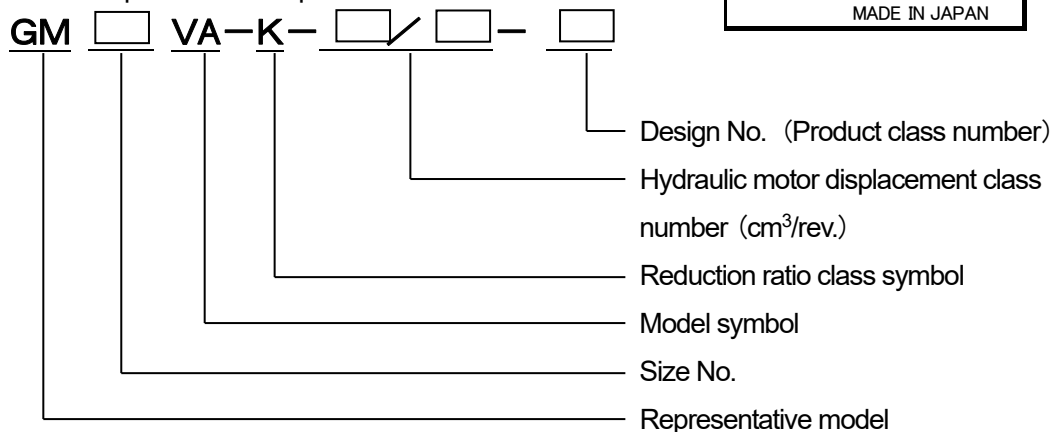 MADE IN JAPAN
GM □ VA－K－ □／□－ □
Design No.（Product class number）
Hydraulic motor displacement class
number（cm³/rev.）
Reduction ratio class symbol
Model symbol
Size No.
Representative model